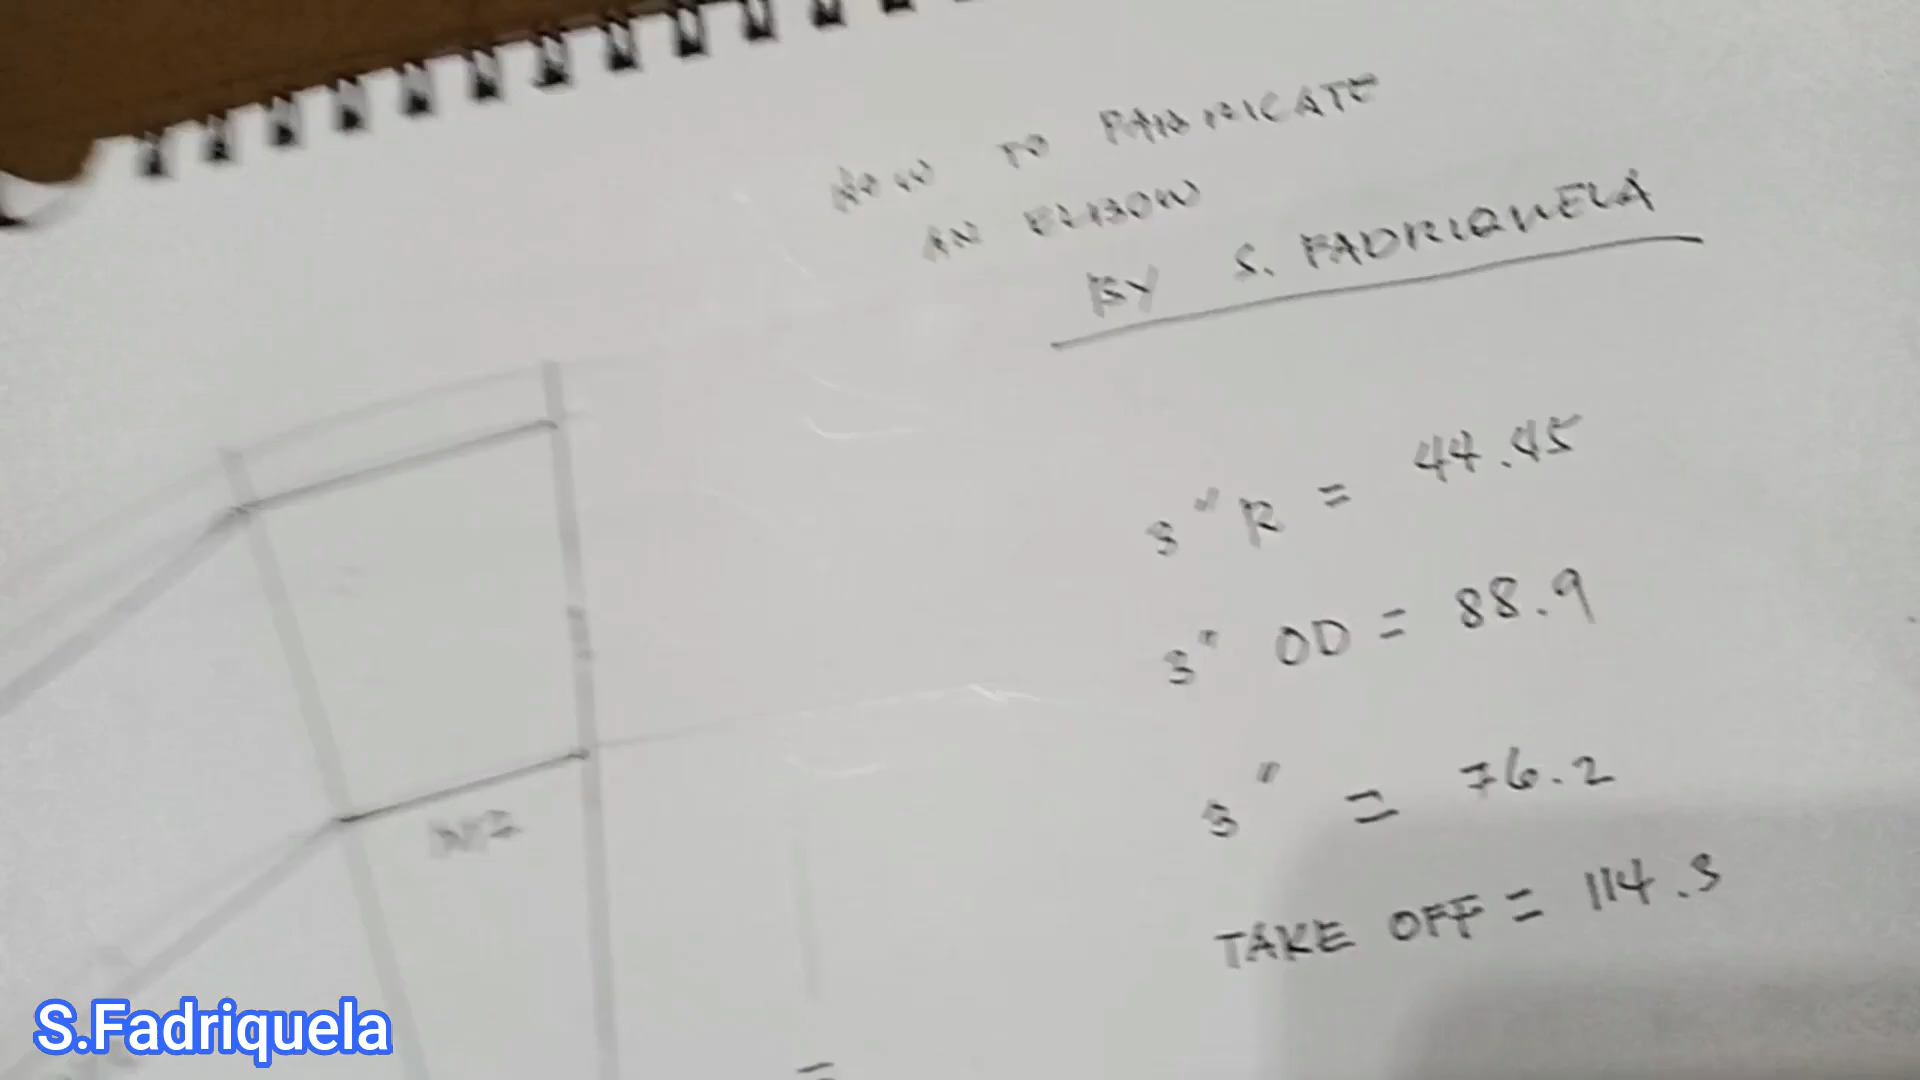 HOW TO FABRICATE
AN ELBOW
BY S. FADRIQUELA
3" R = 44.45
3" OD = 88.9
3" = 76.2
TAKE OFF = 114.3
S.Fadriquela